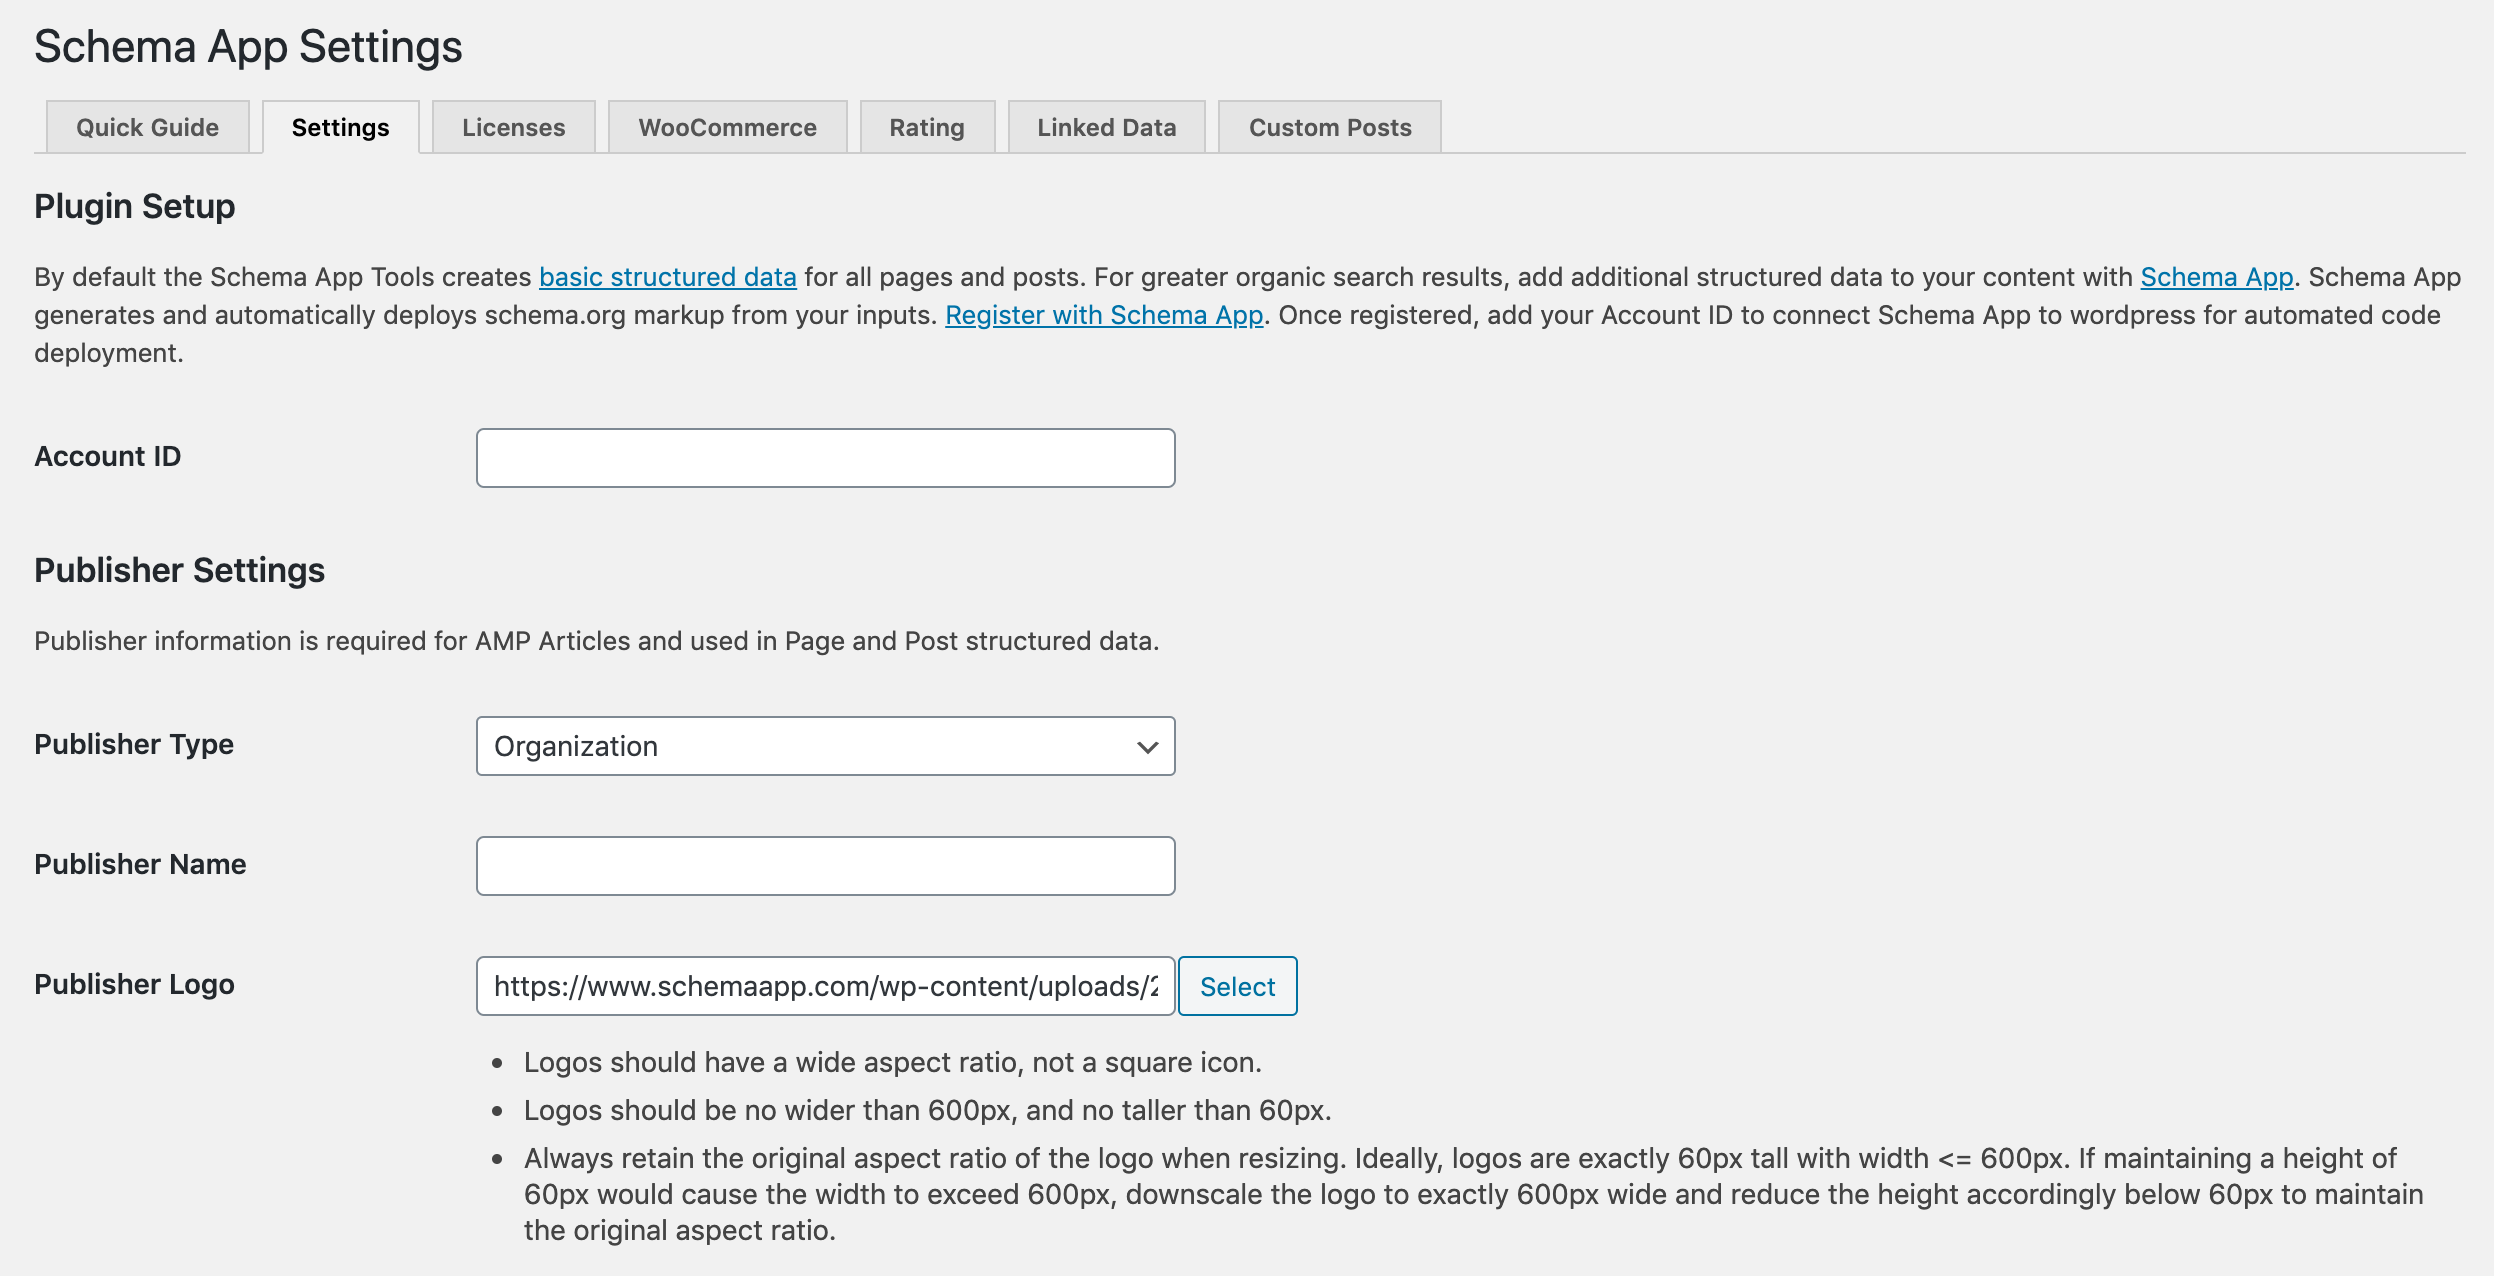 Schema App Settings
Quick Guide Settings Licenses WooCommerce Rating Linked Data Custom Posts
Plugin Setup
By default the Schema App Tools creates basic structured data for all pages and posts. For greater organic search results, add additional structured data to your content with Schema App. Schema App
generates and automatically deploys schema.org markup from your inputs. Register with Schema App. Once registered, add your Account ID to connect Schema App to wordpress for automated code
deployment.
Account ID
Publisher Settings
Publisher information is required for AMP Articles and used in Page and Post structured data.
Publisher Type Organization
Publisher Name
Publisher Logo https://www.schemaapp.com/wp-content/uploads/2 Select
• Logos should have a wide aspect ratio, not a square icon.
• Logos should be no wider than 600px, and no taller than 60px.
• Always retain the original aspect ratio of the logo when resizing. Ideally, logos are exactly 60px tall with width <= 600px. If maintaining a height of
60px would cause the width to exceed 600px, downscale the logo to exactly 600px wide and reduce the height accordingly below 60px to maintain
the original aspect ratio.